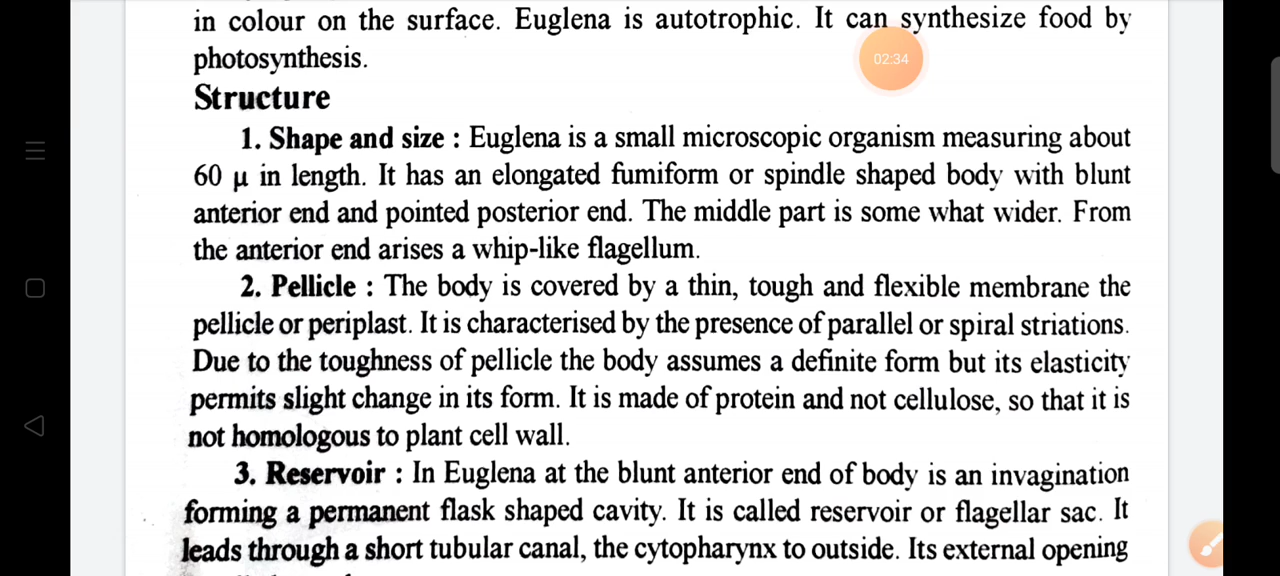 in colour on the surface. Euglena is autotrophic. It can synthesize food by
photosynthesis.
02:34
Structure
1. Shape and size : Euglena is a small microscopic organism measuring about
60 μ in length. It has an elongated fumiform or spindle shaped body with blunt
anterior end and pointed posterior end. The middle part is some what wider. From
the anterior end arises a whip-like flagellum.
2. Pellicle : The body is covered by a thin, tough and flexible membrane the
pellicle or periplast. It is characterised by the presence of parallel or spiral striations.
Due to the toughness of pellicle the body assumes a definite form but its elasticity
permits slight change in its form. It is made of protein and not cellulose, so that it is
not homologous to plant cell wall.
3. Reservoir : In Euglena at the blunt anterior end of body is an invagination
forming a permanent flask shaped cavity. It is called reservoir or flagellar sac. It
leads through a short tubular canal, the cytopharynx to outside. Its external opening